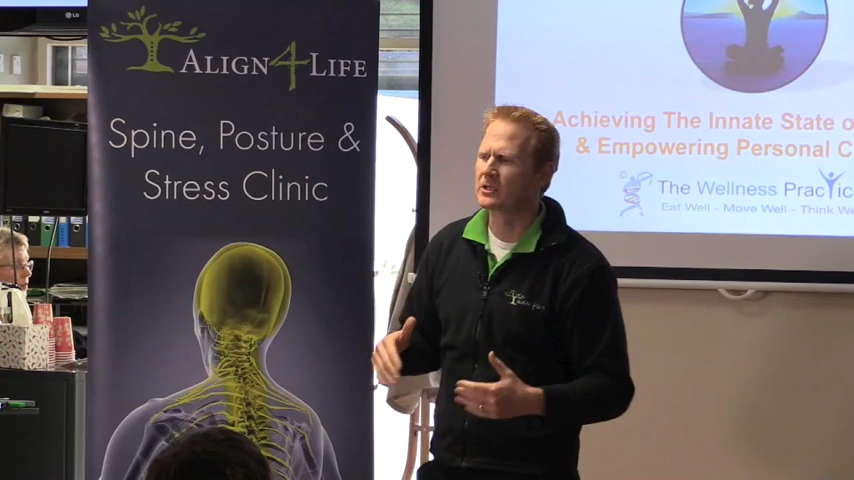 LG
ALIGN4LIFE
Spine, Posture &
Stress Clinic
Achieving The Innate State o
& Empowering Personal C
The Wellness Practic
Eat Well - Move Well - Think We